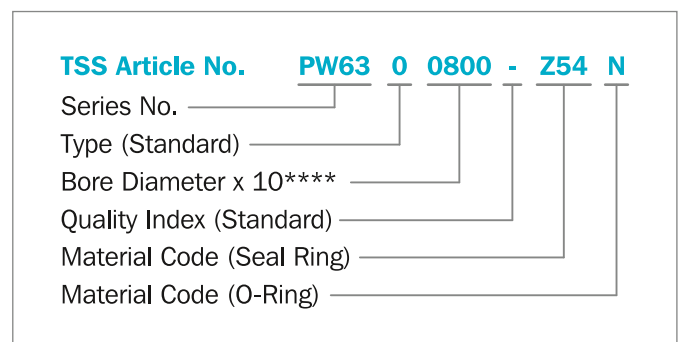 TSS Article No. PW63 0 0800 - Z54 N
Series No.
Type (Standard)
Bore Diameter x 10****
Quality Index (Standard)
Material Code (Seal Ring)
Material Code (O-Ring)